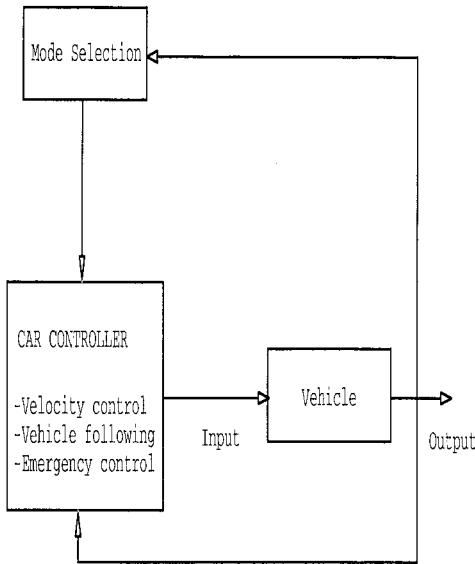 Mode Selection
CAR CONTROLLER
-Velocity control
-Vehicle following
-Emergency control
Input
Vehicle
Output